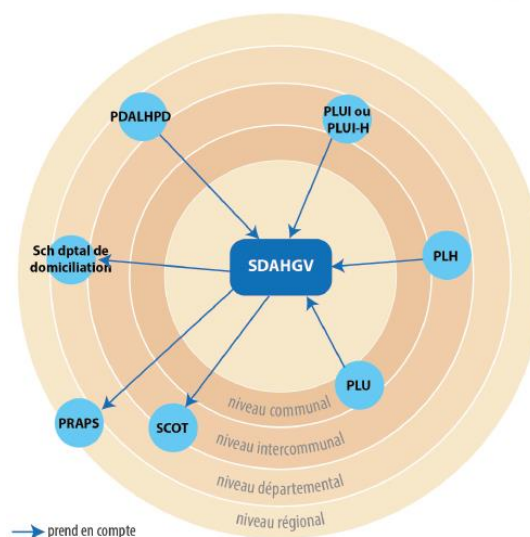 PDALHPD
PLUI ou
PLUI-H
Sch dptal de
domiciliation
SDAHGV
PLH
PLU
PRAPS
SCOT
niveau communal
niveau intercommunal
niveau départemental
niveau régional
prend en compte